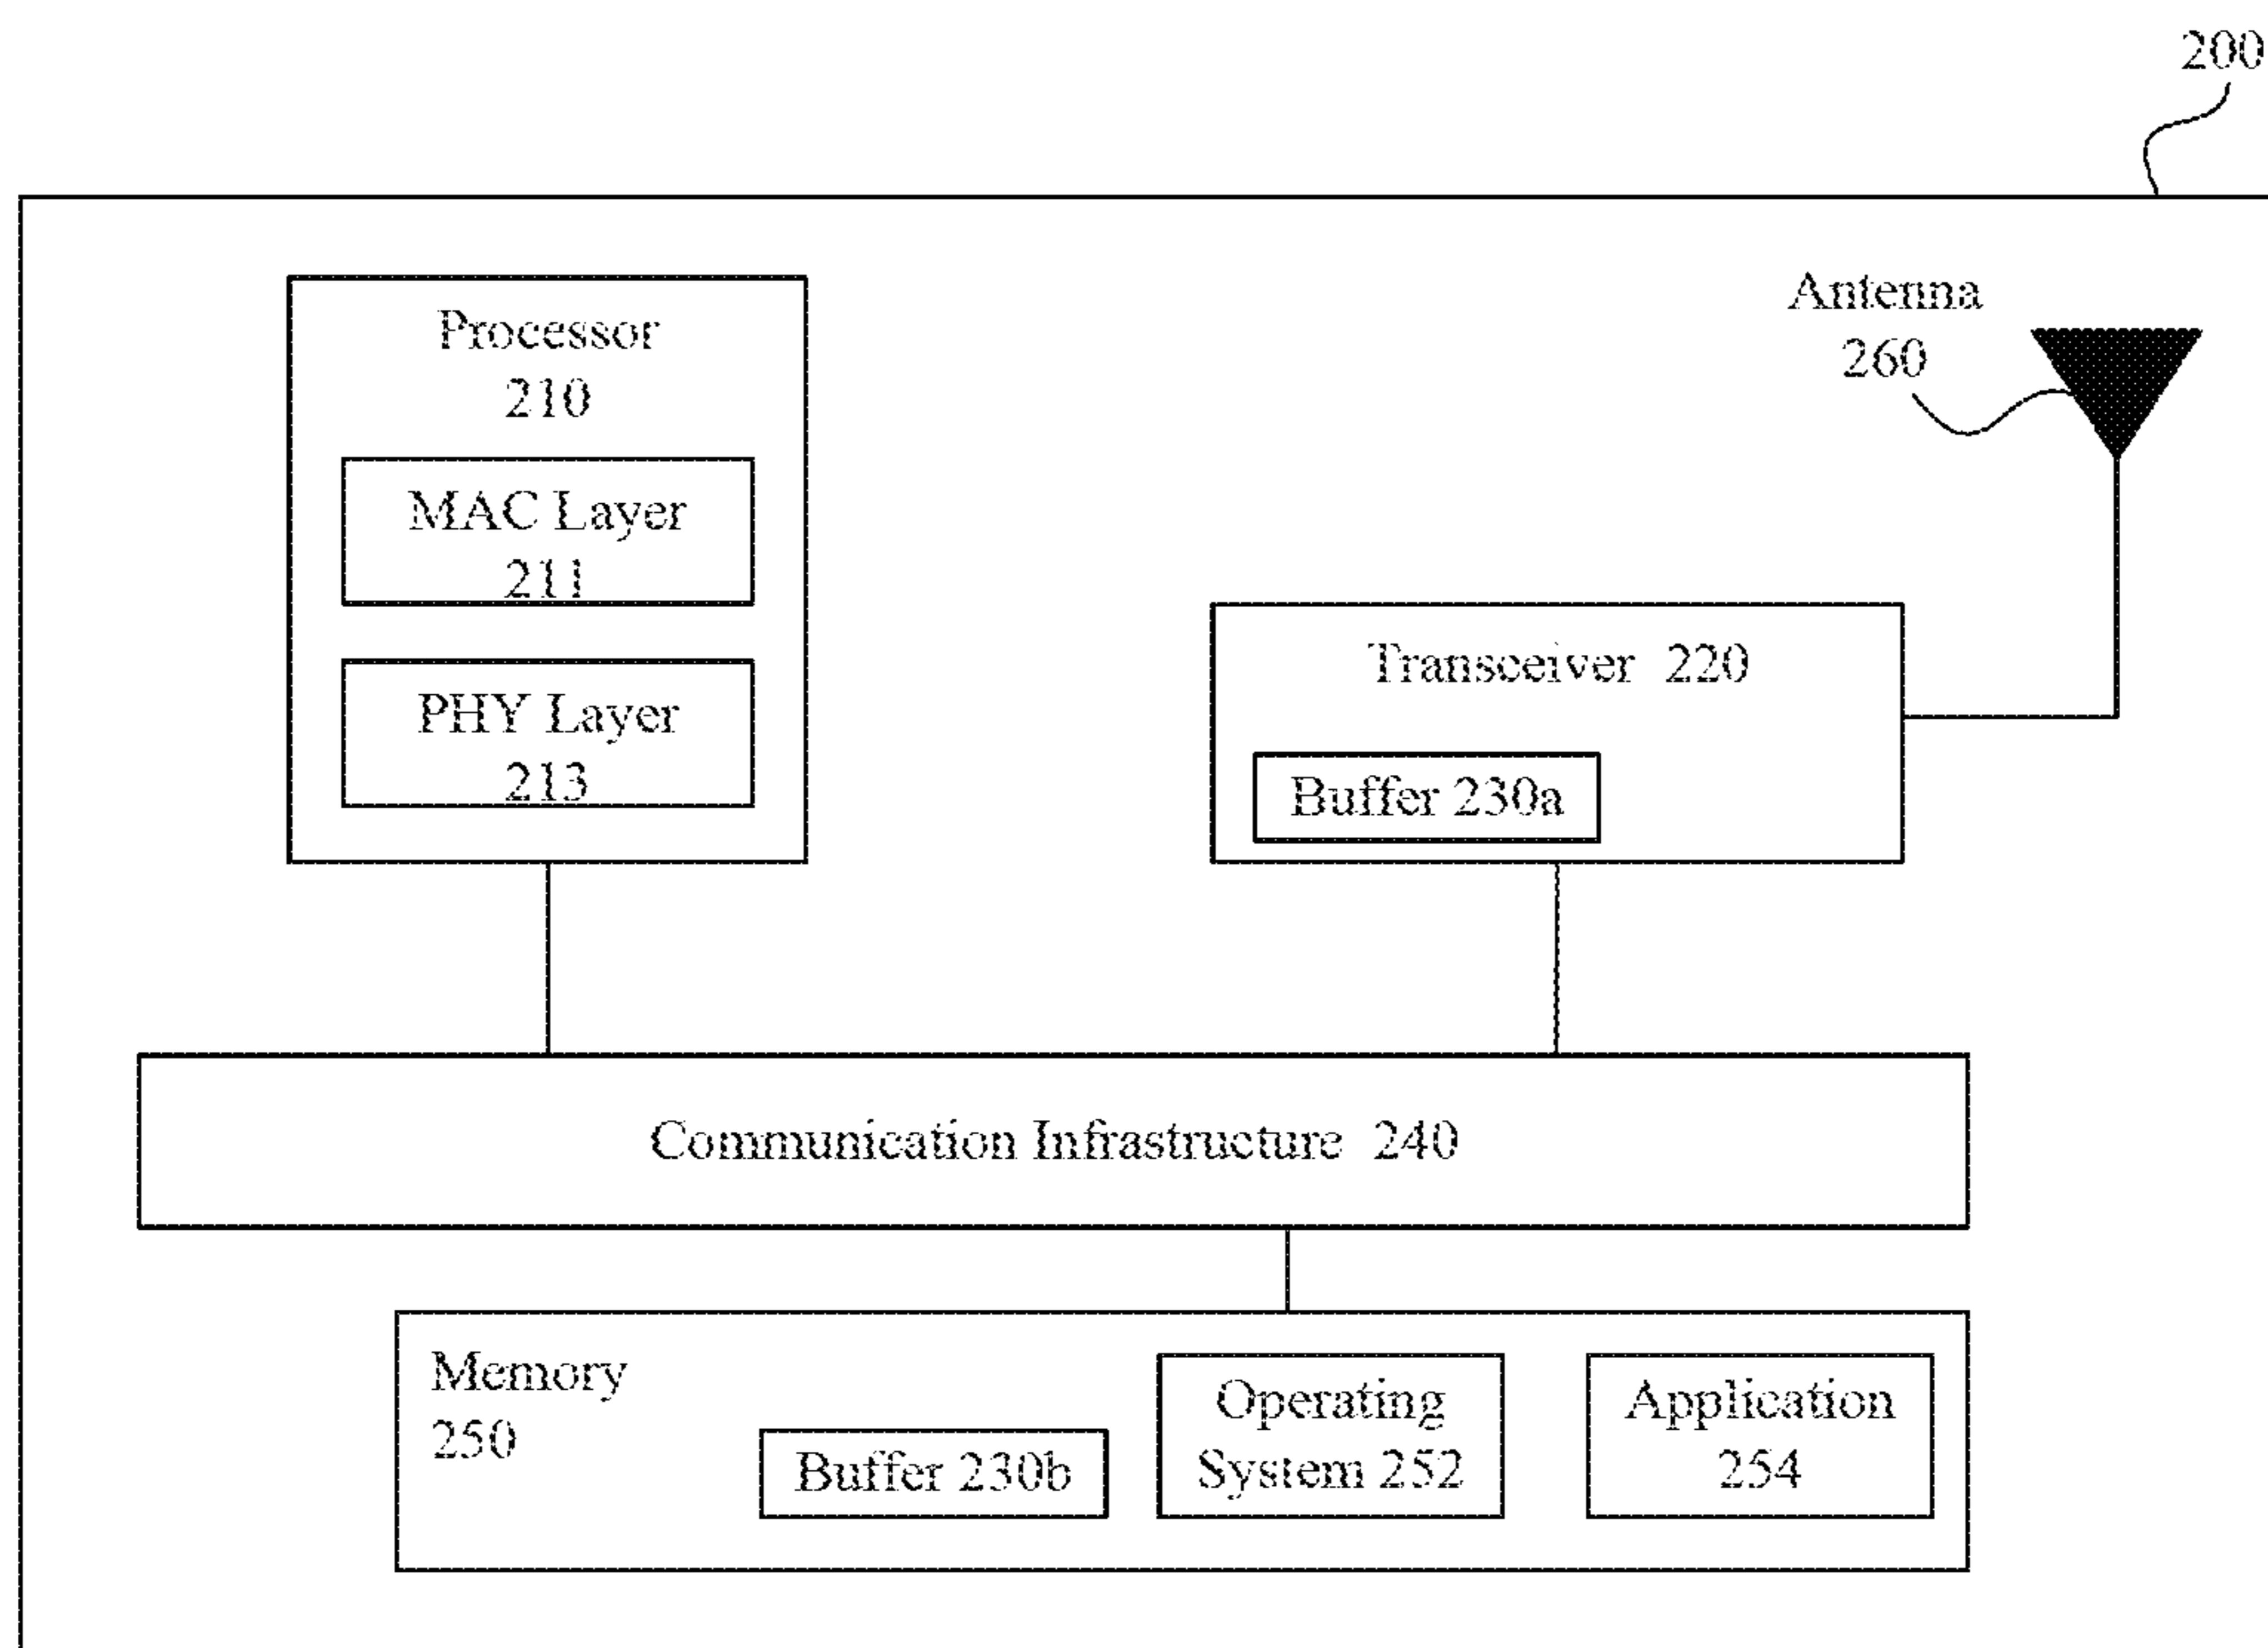 200
Processor
210
MAC Layer
211
PHY Layer
213
Antenna
260
Transceiver 220
Buffer 230a
Communication Infrastructure 240
Memory
250
Buffer 230b
Operating
System 252
Application
254